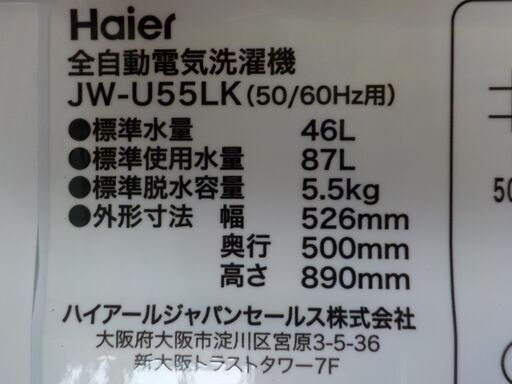 Haier
全自動電気洗濯機
JW-U55LK(50/60Hz用)
●標準水量 46L
●標準使用水量 87L
●標準脱水容量 5.5kg
●外形寸法 幅 526mm
奥行 500mm
高さ 890mm
ハイアールジャパンセールス株式会社
大阪府大阪市淀川区宮原3-5-36
新大阪トラストタワー7F
50